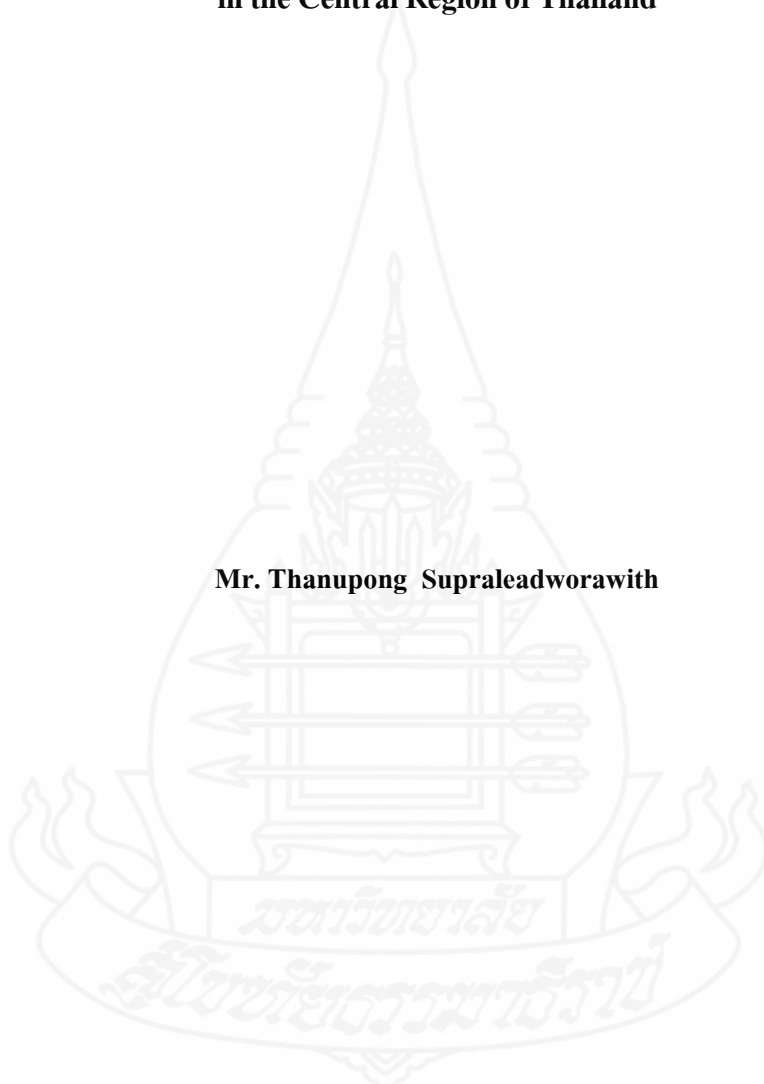 in the Central Region of Thailand
Mr. Thanupong Supraleadworawith
มหาวิทยาลัย
สุโขทัยธรรมาธิราช